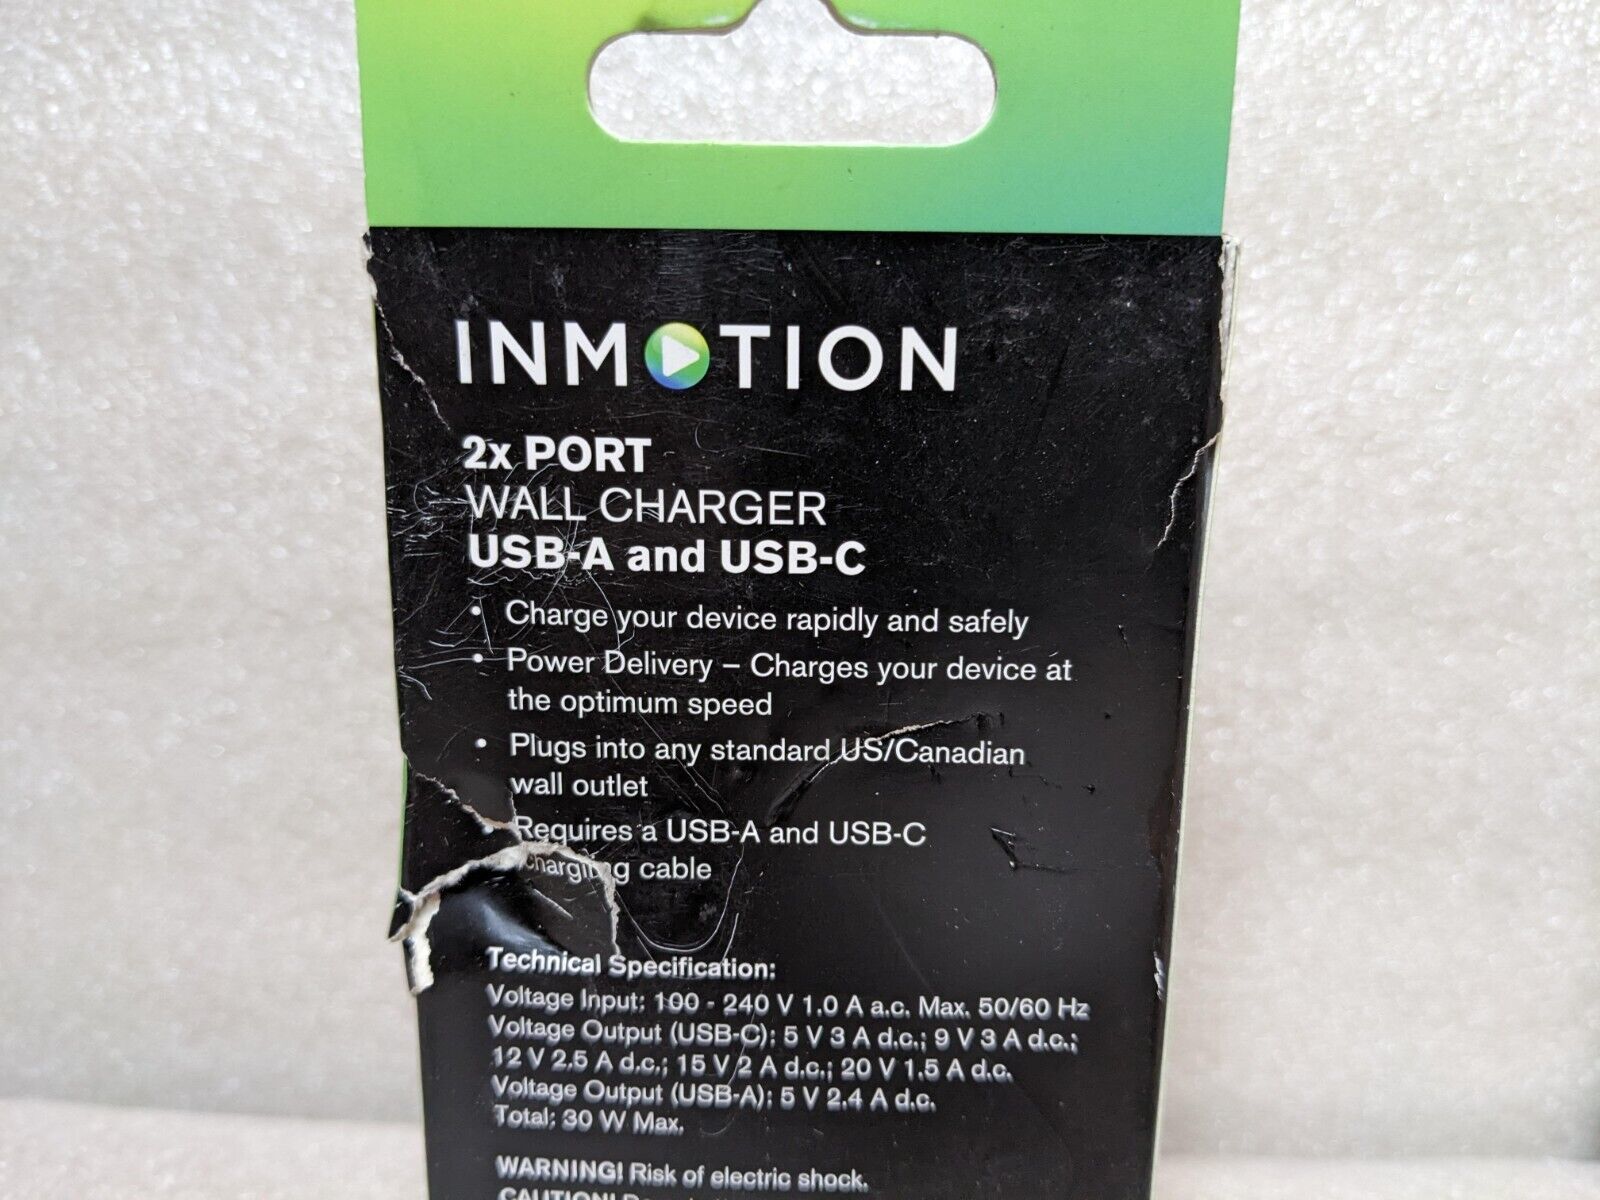 INMOTION
2x PORT
WALL CHARGER
USB-A and USB-C
• Charge your device rapidly and safely
• Power Delivery – Charges your device at
the optimum speed
• Plugs into any standard US/Canadian
wall outlet
• Requires a USB-A and USB-C
charging cable
Technical Specification:
Voltage Input: 100 - 240 V 1.0 A a.c. Max. 50/60 Hz
Voltage Output (USB-C): 5 V 3 A d.c.; 9 V 3 A d.c.;
12 V 2.5 A d.c.; 15 V 2 A d.c.; 20 V 1.5 A d.c.
Voltage Output (USB-A): 5 V 2.4 A d.c.
Total: 30 W Max.
WARNING! Risk of electric shock.
CAUTION!